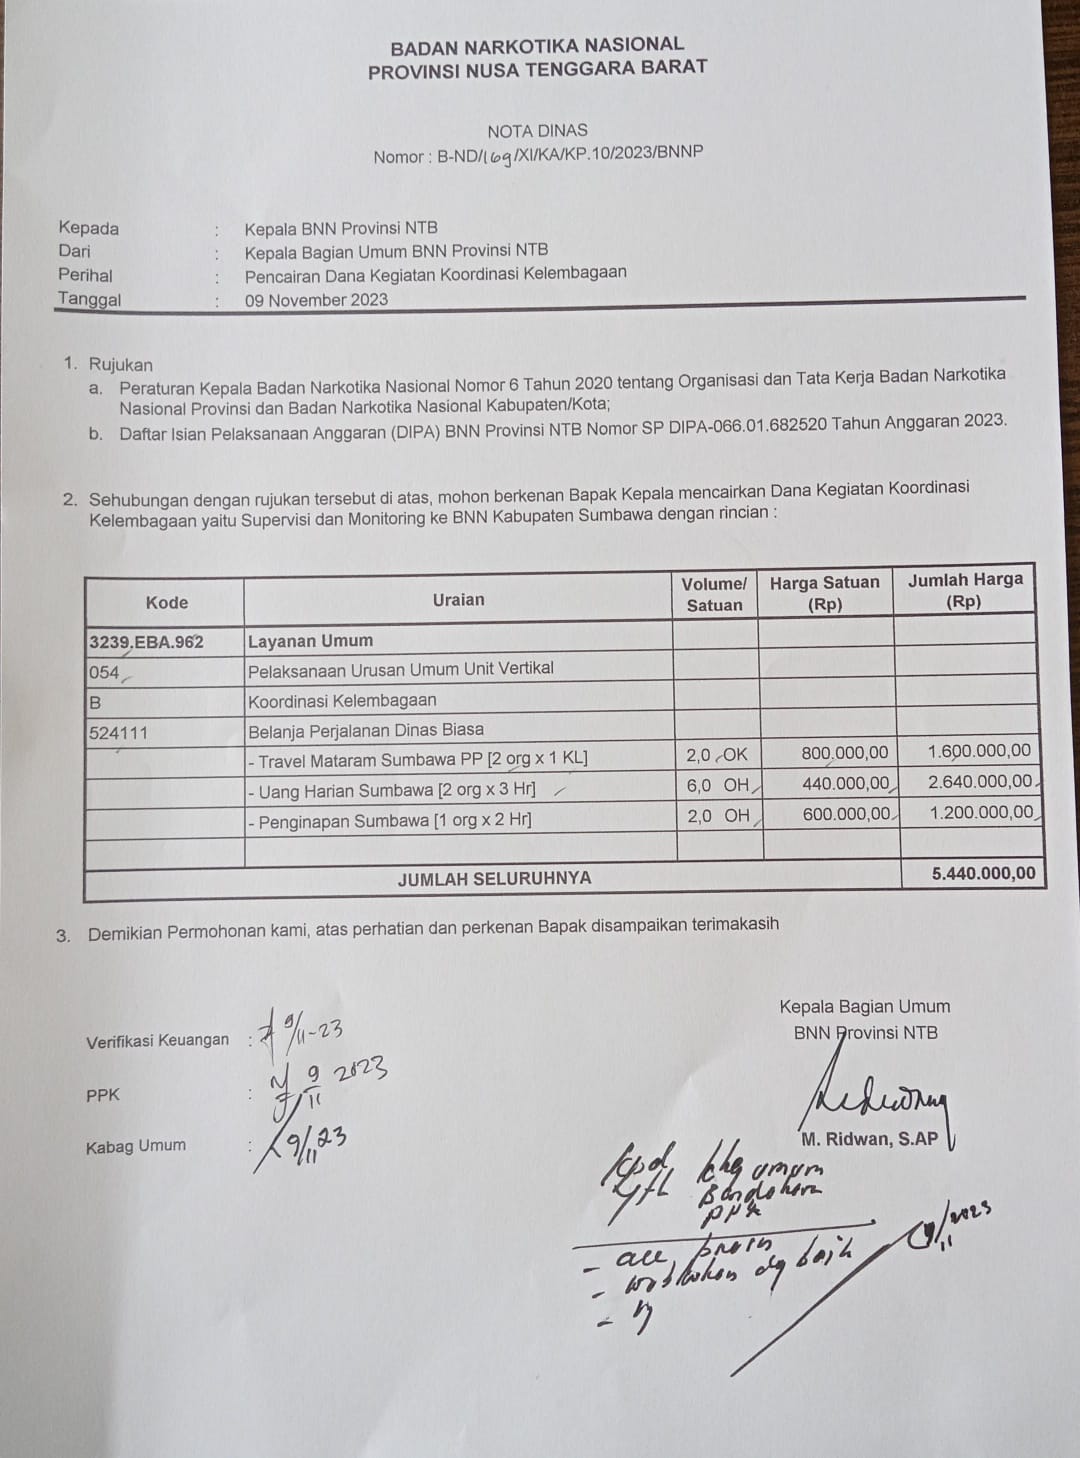 BADAN NARKOTIKA NASIONAL
PROVINSI NUSA TENGGARA BARAT
NOTA DINAS
Nomor : B-ND/169/XI/KA/KP.10/2023/BNNP
Kepada : Kepala BNN Provinsi NTB
Dari : Kepala Bagian Umum BNN Provinsi NTB
Perihal : Pencairan Dana Kegiatan Koordinasi Kelembagaan
Tanggal : 09 November 2023
1. Rujukan
a. Peraturan Kepala Badan Narkotika Nasional Nomor 6 Tahun 2020 tentang Organisasi dan Tata Kerja Badan Narkotika
Nasional Provinsi dan Badan Narkotika Nasional Kabupaten/Kota;
b. Daftar Isian Pelaksanaan Anggaran (DIPA) BNN Provinsi NTB Nomor SP DIPA-066.01.682520 Tahun Anggaran 2023.
2. Sehubungan dengan rujukan tersebut di atas, mohon berkenan Bapak Kepala mencairkan Dana Kegiatan Koordinasi
Kelembagaan yaitu Supervisi dan Monitoring ke BNN Kabupaten Sumbawa dengan rincian :
Kode Uraian Volume/ Satuan Harga Satuan (Rp) Jumlah Harga (Rp)
3239.EBA.962 Layanan Umum
054 Pelaksanaan Urusan Umum Unit Vertikal
B Koordinasi Kelembagaan
524111 Belanja Perjalanan Dinas Biasa
- Travel Mataram Sumbawa PP [2 org x 1 KL] 2,0 OK 800.000,00 1.600.000,00
- Uang Harian Sumbawa [2 org x 3 Hr] 6,0 OH 440.000,00 2.640.000,00
- Penginapan Sumbawa [1 org x 2 Hr] 2,0 OH 600.000,00 1.200.000,00
JUMLAH SELURUHNYA 5.440.000,00
3. Demikian Permohonan kami, atas perhatian dan perkenan Bapak disampaikan terimakasih
Kepala Bagian Umum
BNN Provinsi NTB
Verifikasi Keuangan : 9/11-23
PPK : 9/11 2023
Kabag Umum : 9/11 23
M. Ridwan, S.AP
Kpd. Kbg umum
Bendahara
PPK
- acc,
- dg baik